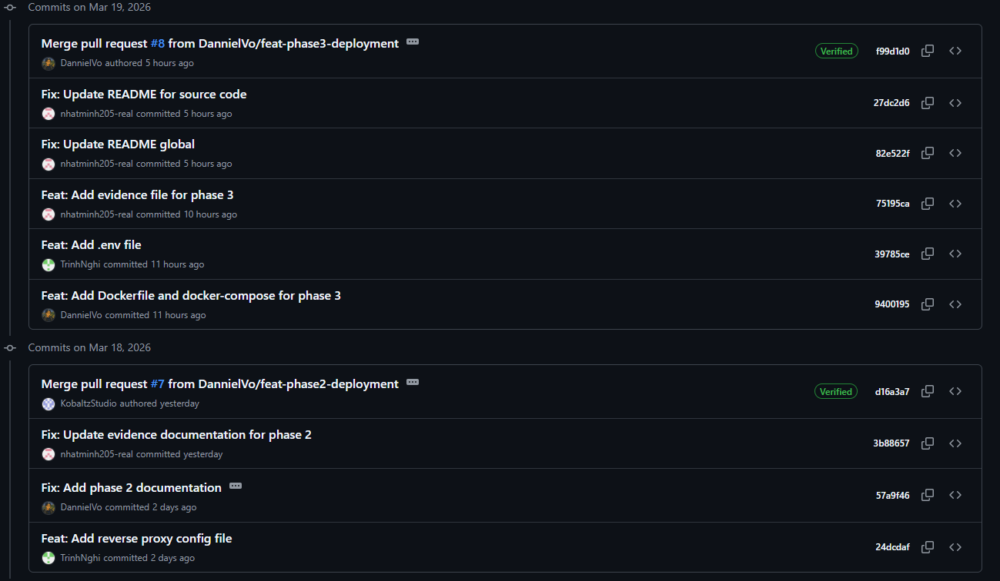 Commits on Mar 19, 2026
Merge pull request #8 from DannielVo/feat-phase3-deployment
DannielVo authored 5 hours ago
Verified
f99d1d0
Fix: Update README for source code
nhatminh205-real committed 5 hours ago
27dc2d6
Fix: Update README global
nhatminh205-real committed 5 hours ago
82e522f
Feat: Add evidence file for phase 3
nhatminh205-real committed 10 hours ago
75195ca
Feat: Add .env file
TrinhNghi committed 11 hours ago
39785ce
Feat: Add Dockerfile and docker-compose for phase 3
DannielVo committed 11 hours ago
9400195
Commits on Mar 18, 2026
Merge pull request #7 from DannielVo/feat-phase2-deployment
KobaltzStudio authored yesterday
Verified
d16a3a7
Fix: Update evidence documentation for phase 2
nhatminh205-real committed yesterday
3b88657
Fix: Add phase 2 documentation
DannielVo committed 2 days ago
57a9f46
Feat: Add reverse proxy config file
TrinhNghi committed 2 days ago
24dcdaf